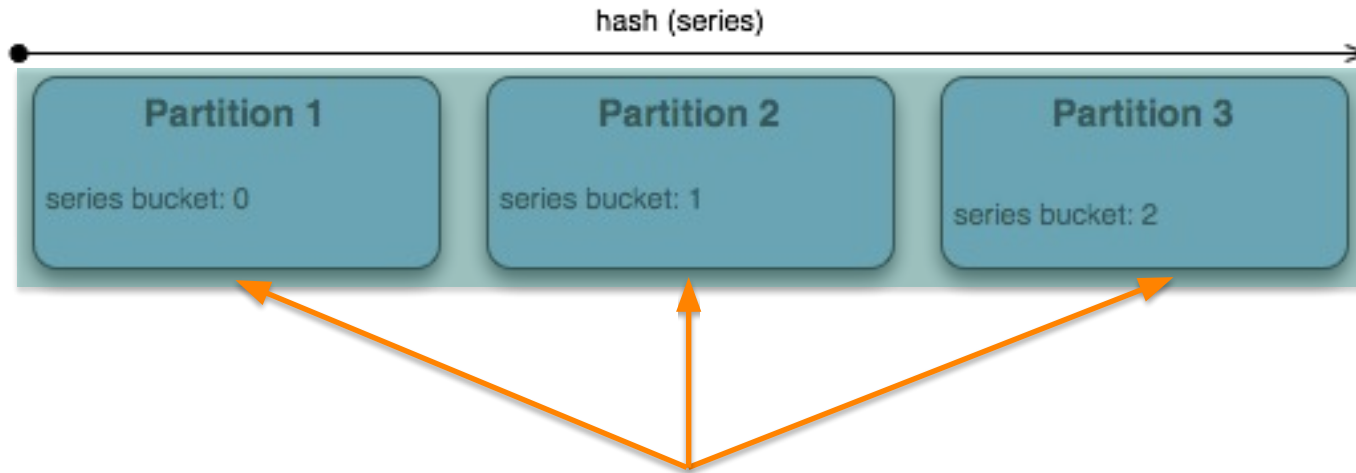 hash (series)
Partition 1
Partition 2
Partition 3
series bucket: 0
series bucket: 1
series bucket: 2